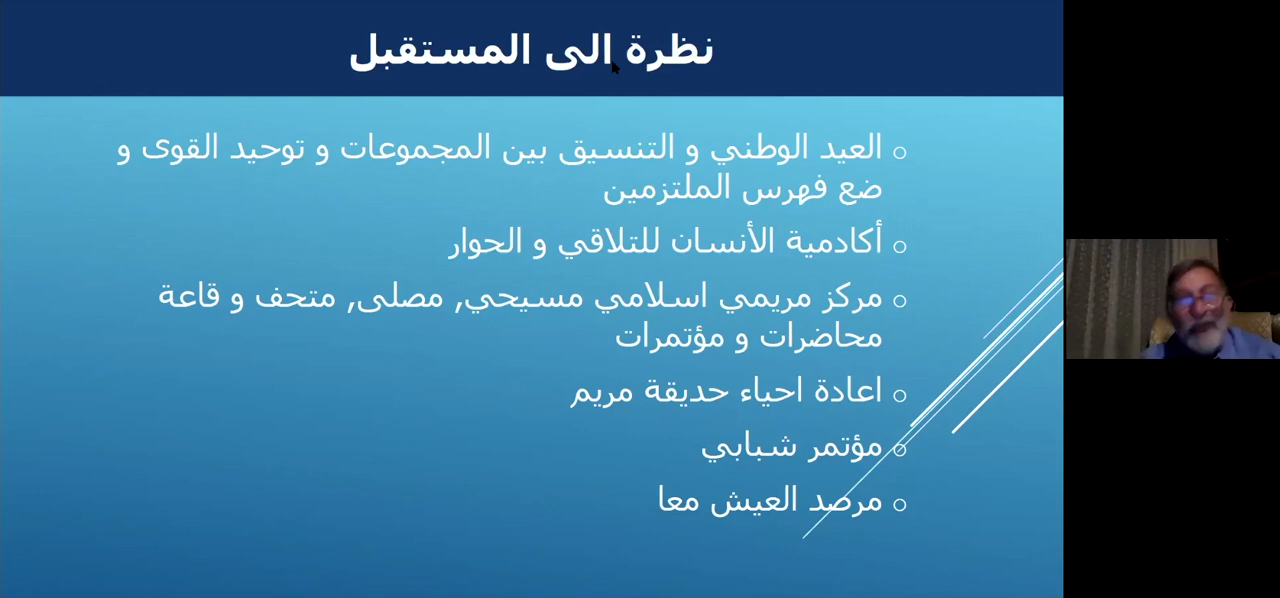 نظرة الى المستقبل
العيد الوطني و التنسيق بين المجموعات و توحيد القوى و
ضع فهرس الملتزمين
أكادمية الأنسان للتلاقي و الحوار
مركز مريمي اسلامي مسيحي, مصلى, متحف و قاعة
محاضرات و مؤتمرات
اعادة احياء حديقة مريم
مؤتمر شبابي
مرصد العيش معا